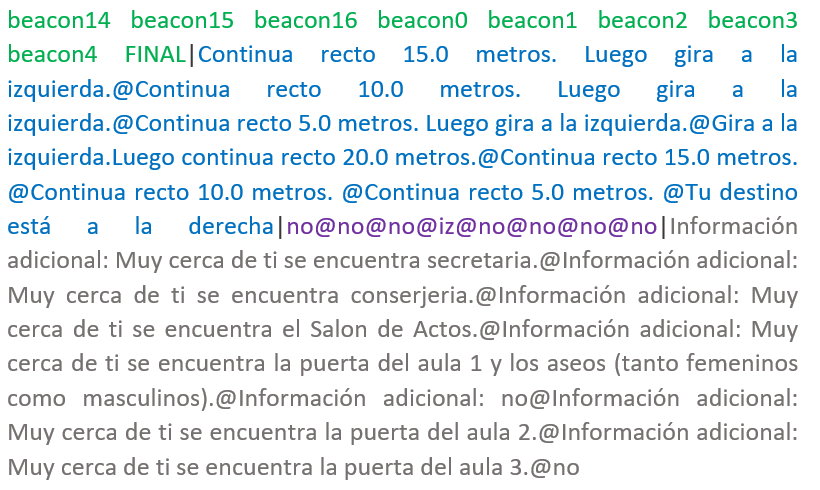 beacon14 beacon15 beacon16 beacon0 beacon1 beacon2 beacon3
beacon4 FINAL|Continua recto 15.0 metros. Luego gira a la
izquierda.@Continua recto 10.0 metros. Luego gira a la
izquierda.@Continua recto 5.0 metros. Luego gira a la izquierda.@Gira a la
izquierda.Luego continua recto 20.0 metros.@Continua recto 15.0 metros.
@Continua recto 10.0 metros. @Continua recto 5.0 metros. @Tu destino
está a la derecha|no@no@no@iz@no@no@no@no|Información
adicional: Muy cerca de ti se encuentra secretaria.@Información adicional:
Muy cerca de ti se encuentra conserjeria.@Información adicional: Muy
cerca de ti se encuentra el Salon de Actos.@Información adicional: Muy
cerca de ti se encuentra la puerta del aula 1 y los aseos (tanto femeninos
como masculinos).@Información adicional: no@Información adicional:
Muy cerca de ti se encuentra la puerta del aula 2.@Información adicional:
Muy cerca de ti se encuentra la puerta del aula 3.@no